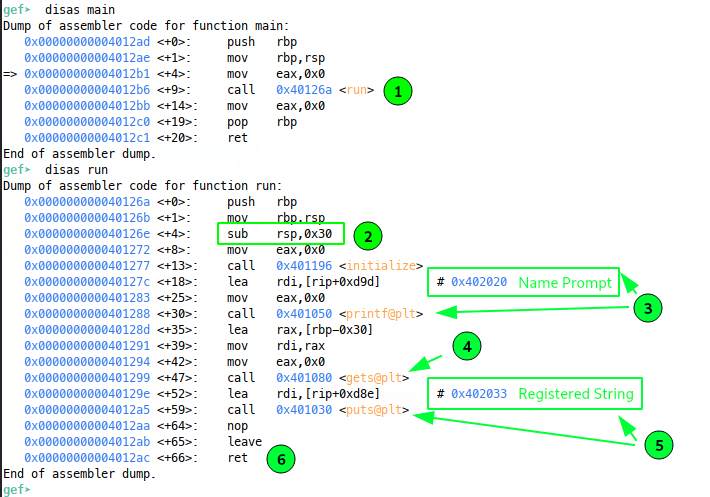 gef➤  disas main
Dump of assembler code for function main:
   0x00000000004012ad <+0>:     push   rbp
   0x00000000004012ae <+1>:     mov    rbp,rsp
=> 0x00000000004012b1 <+4>:     mov    eax,0x0
   0x00000000004012b6 <+9>:     call   0x40126a <run> 1
   0x00000000004012bb <+14>:    mov    eax,0x0
   0x00000000004012c0 <+19>:    pop    rbp
   0x00000000004012c1 <+20>:    ret
End of assembler dump.
gef➤  disas run
Dump of assembler code for function run:
   0x000000000040126a <+0>:     push   rbp
   0x000000000040126b <+1>:     mov    rbp,rsp
   0x000000000040126e <+4>:     sub    rsp,0x30 2
   0x0000000000401272 <+8>:     mov    eax,0x0
   0x0000000000401277 <+13>:    call   0x401196 <initialize>
   0x000000000040127c <+18>:    lea    rdi,[rip+0xd9d]        # 0x402020 Name Prompt
   0x0000000000401283 <+25>:    mov    eax,0x0
   0x0000000000401288 <+30>:    call   0x401050 <printf@plt> 3
   0x000000000040128d <+35>:    lea    rax,[rbp-0x30]
   0x0000000000401291 <+39>:    mov    rdi,rax 4
   0x0000000000401294 <+42>:    mov    eax,0x0
   0x0000000000401299 <+47>:    call   0x401080 <gets@plt>
   0x000000000040129e <+52>:    lea    rdi,[rip+0xd8e]        # 0x402033 Registered String
   0x00000000004012a5 <+59>:    call   0x401030 <puts@plt>
   0x00000000004012aa <+64>:    nop
   0x00000000004012ab <+65>:    leave 5
   0x00000000004012ac <+66>:    ret 6
End of assembler dump.
gef➤